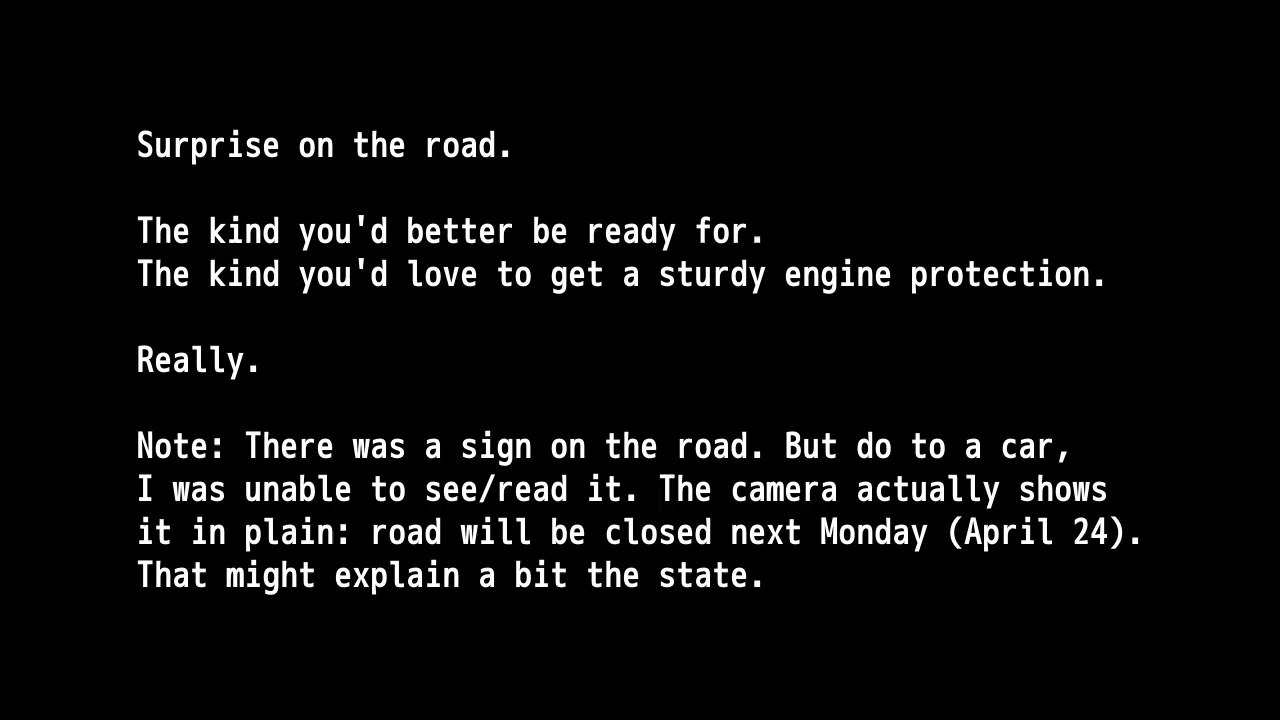 Surprise on the road.
The kind you'd better be ready for.
The kind you'd love to get a sturdy engine protection.
Really.
Note: There was a sign on the road. But do to a car,
I was unable to see/read it. The camera actually shows
it in plain: road will be closed next Monday (April 24).
That might explain a bit the state.